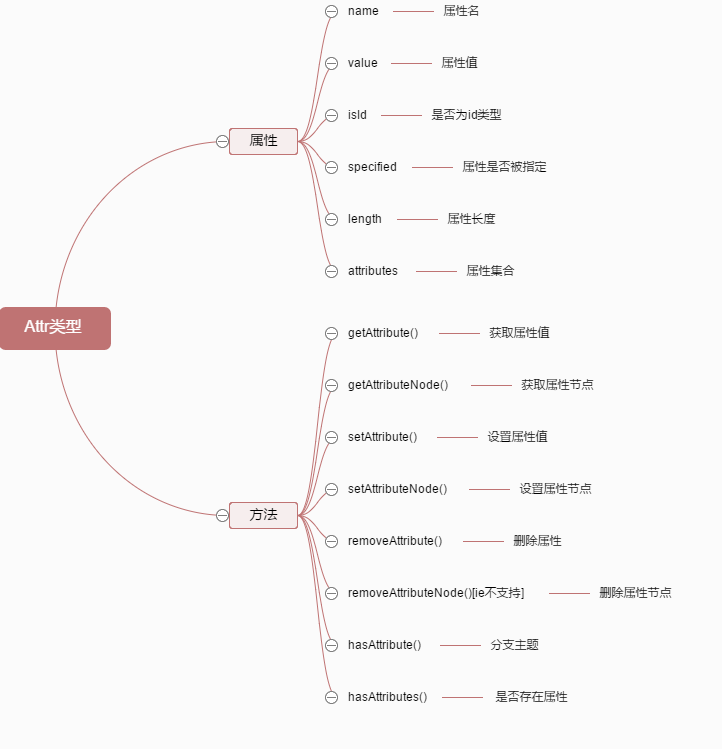 name 属性名
value 属性值
isId 是否为id类型
属性
specified 属性是否被指定
length 属性长度
attributes 属性集合
Attr类型
getAttribute() 获取属性值
getAttributeNode() 获取属性节点
setAttribute() 设置属性值
setAttributeNode() 设置属性节点
方法
removeAttribute() 删除属性
removeAttributeNode()[ie不支持] 删除属性节点
hasAttribute() 分支主题
hasAttributes() 是否存在属性